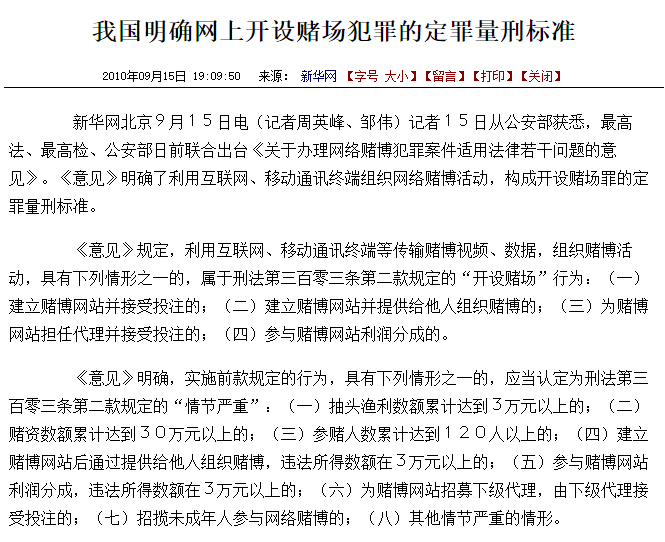 我国明确网上开设赌场犯罪的定罪量刑标准
2010年09月15日 19:09:50 来源: 新华网 【字号 大小】【留言】【打印】【关闭】
新华网北京９月１５日电（记者周英峰、邹伟）记者１５日从公安部获悉，最高
法、最高检、公安部日前联合出台《关于办理网络赌博犯罪案件适用法律若干问题的意
见》。《意见》明确了利用互联网、移动通讯终端组织网络赌博活动，构成开设赌场罪的定
罪量刑标准。
《意见》规定，利用互联网、移动通讯终端等传输赌博视频、数据，组织赌博活
动，具有下列情形之一的，属于刑法第三百零三条第二款规定的“开设赌场”行为：（一）
建立赌博网站并接受投注的；（二）建立赌博网站并提供给他人组织赌博的；（三）为赌博
网站担任代理并接受投注的；（四）参与赌博网站利润分成的。
《意见》明确，实施前款规定的行为，具有下列情形之一的，应当认定为刑法第三
百零三条第二款规定的“情节严重”：（一）抽头渔利数额累计达到３万元以上的；（二）
赌资数额累计达到３０万元以上的；（三）参赌人数累计达到１２０人以上的；（四）建立
赌博网站后通过提供给他人组织赌博，违法所得数额在３万元以上的；（五）参与赌博网站
利润分成，违法所得数额在３万元以上的；（六）为赌博网站招募下级代理，由下级代理接
受投注的；（七）招揽未成年人参与网络赌博的；（八）其他情节严重的情形。